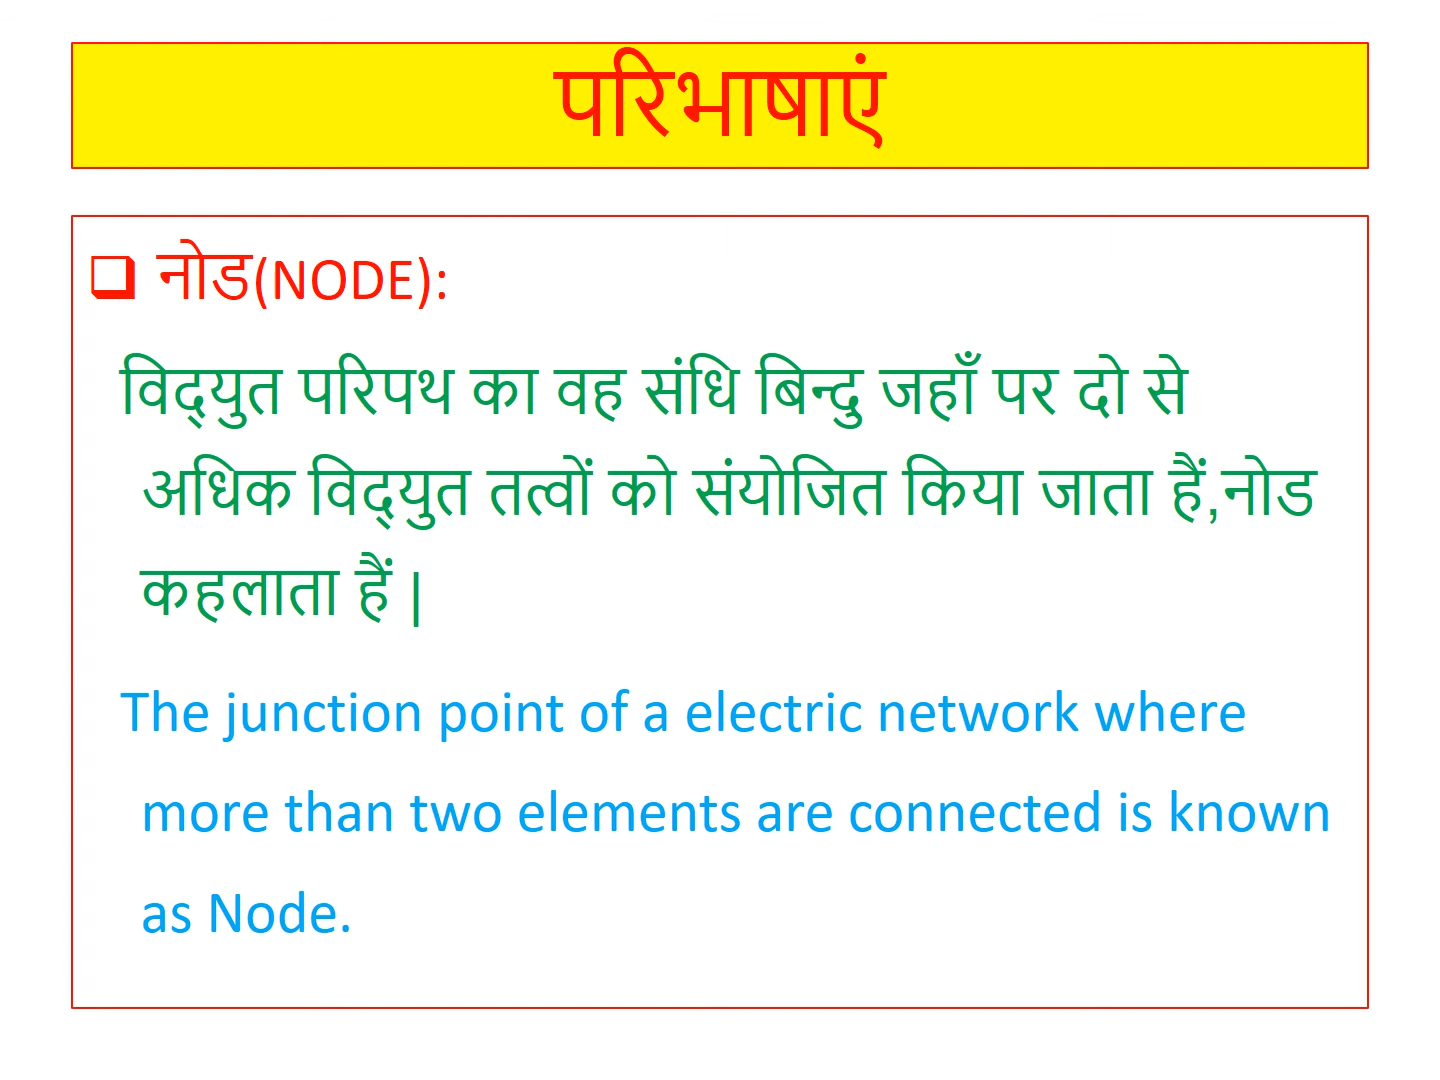 परिभाषाएं
❑ नोड(NODE):
विद्युत परिपथ का वह संधि बिन्दु जहाँ पर दो से
अधिक विद्युत तत्वों को संयोजित किया जाता हैं,नोड
कहलाता हैं |
The junction point of a electric network where
more than two elements are connected is known
as Node.